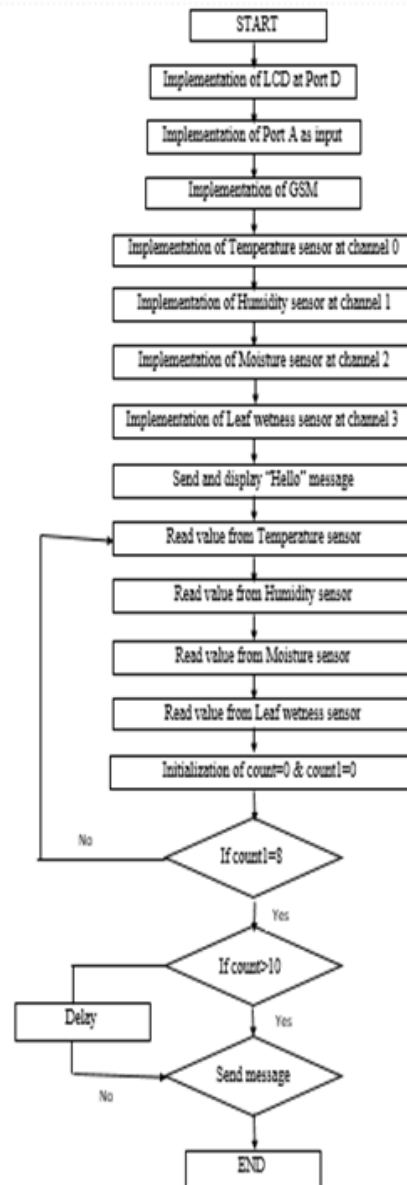 START
Implementation of LCD at Port D
Implementation of Port A as input
Implementation of GSM
Implementation of Temperature sensor at channel 0
Implementation of Humidity sensor at channel 1
Implementation of Moisture sensor at channel 2
Implementation of Leaf wetness sensor at channel 3
Send and display "Hello" message
Read value from Temperature sensor
Read value from Humidity sensor
Read value from Moisture sensor
Read value from Leaf wetness sensor
Initialization of count=0 & count1=0
No
If count1=8
Yes
If count>10
Delay
Yes
Send message
No
END